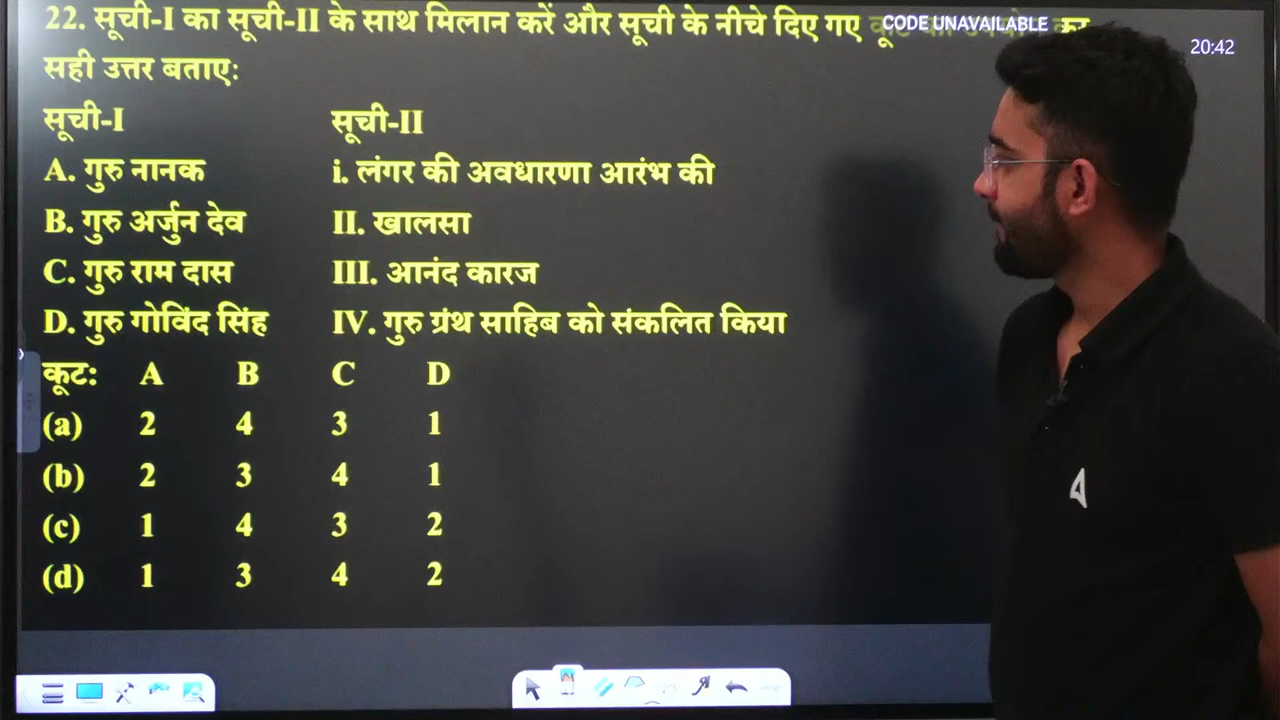 22. सूची-I का सूची-II के साथ मिलान करें और सूची के नीचे दिए गए
CODE UNAVAILABLE
20:42
सही उत्तर बताए:
सूची-I सूची-II
A. गुरु नानक i. लंगर की अवधारणा आरंभ की
B. गुरु अर्जुन देव II. खालसा
C. गुरु राम दास III. आनंद कारज
D. गुरु गोविंद सिंह IV. गुरु ग्रंथ साहिब को संकलित किया
कूट: A B C D
(a) 2 4 3 1
(b) 2 3 4 1
(c) 1 4 3 2
(d) 1 3 4 2